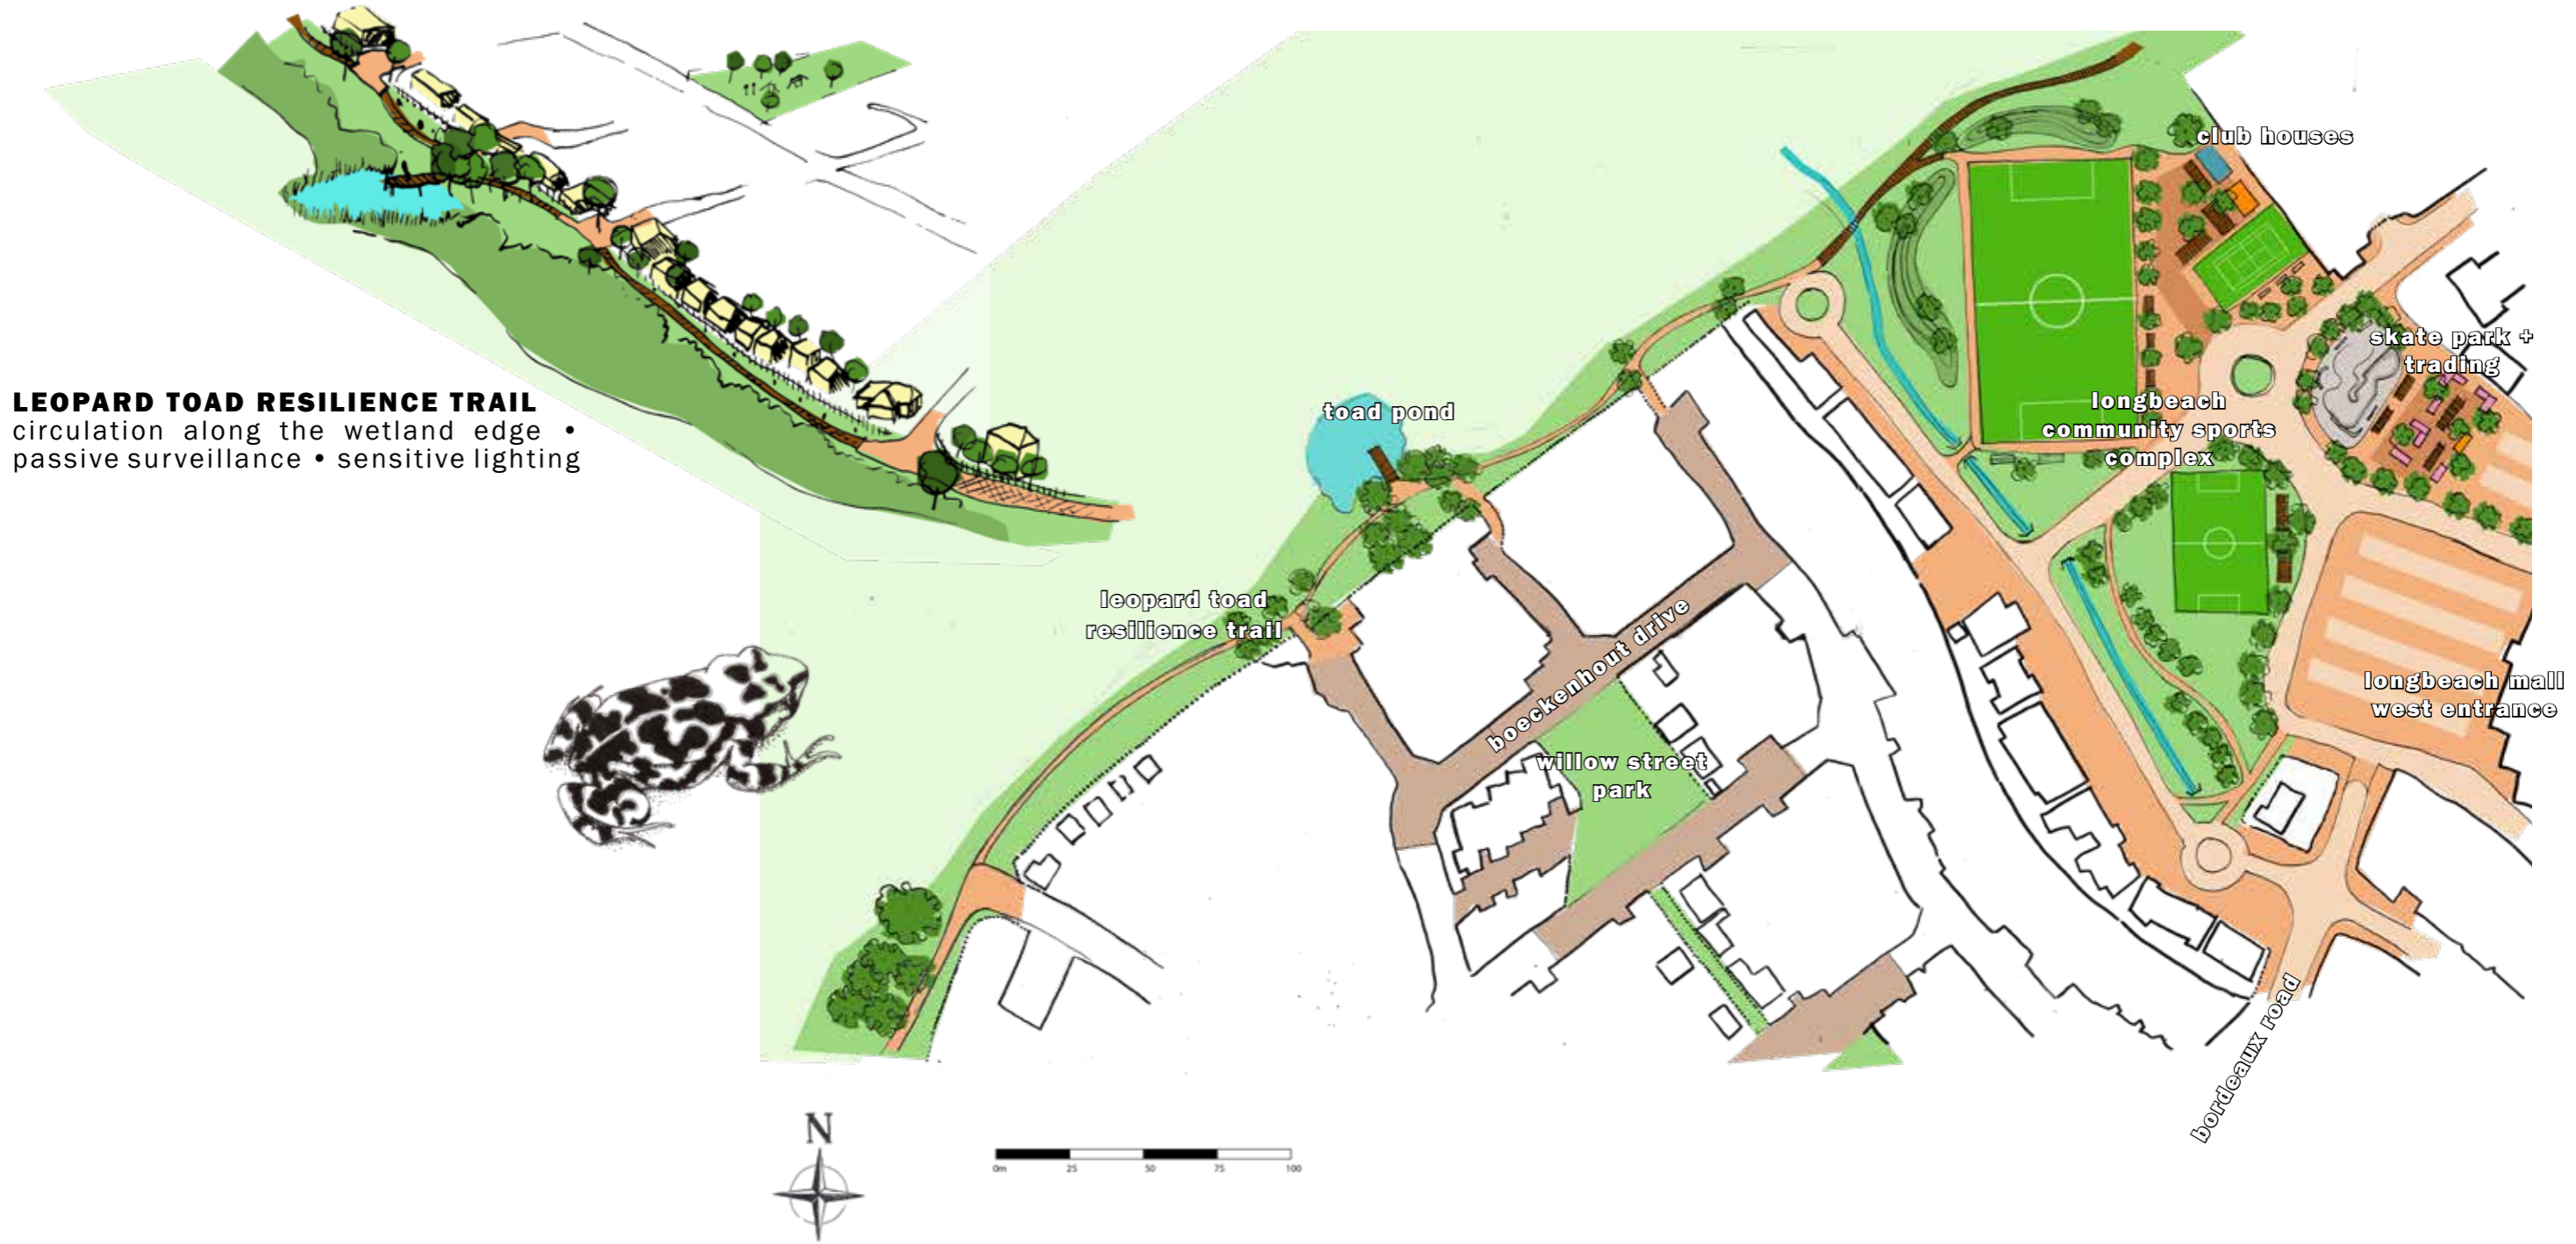 LEOPARD TOAD RESILIENCE TRAIL
circulation along the wetland edge •
passive surveillance • sensitive lighting
club houses
skate park +
trading
longbeach
community sports
complex
toad pond
leopard toad
resilience trail
boeckenhout drive
willow street
park
longbeach mall
west entrance
bordeaux road
N
0m 25 50 75 100